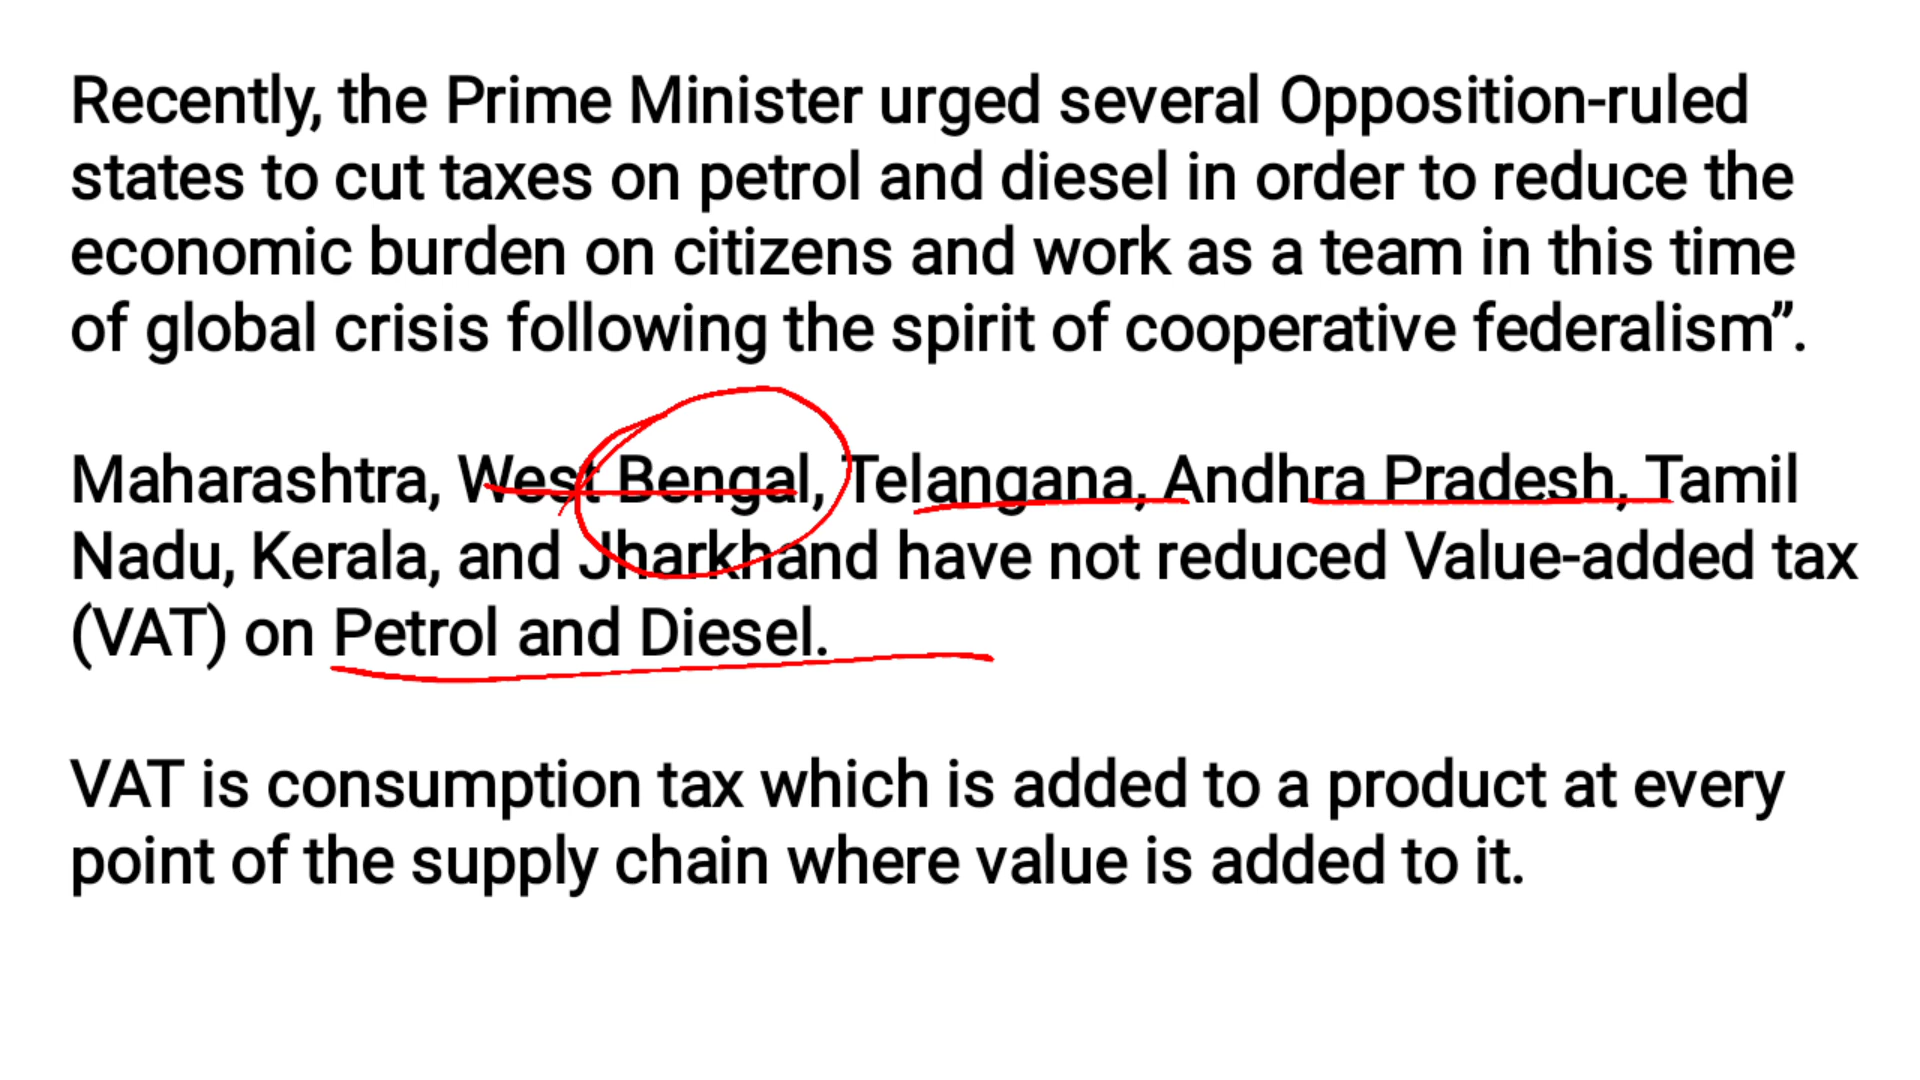 Recently, the Prime Minister urged several Opposition-ruled
states to cut taxes on petrol and diesel in order to reduce the
economic burden on citizens and work as a team in this time
of global crisis following the spirit of cooperative federalism”.
Maharashtra, West Bengal, Telangana, Andhra Pradesh, Tamil
Nadu, Kerala, and Jharkhand have not reduced Value-added tax
(VAT) on Petrol and Diesel.
VAT is consumption tax which is added to a product at every
point of the supply chain where value is added to it.